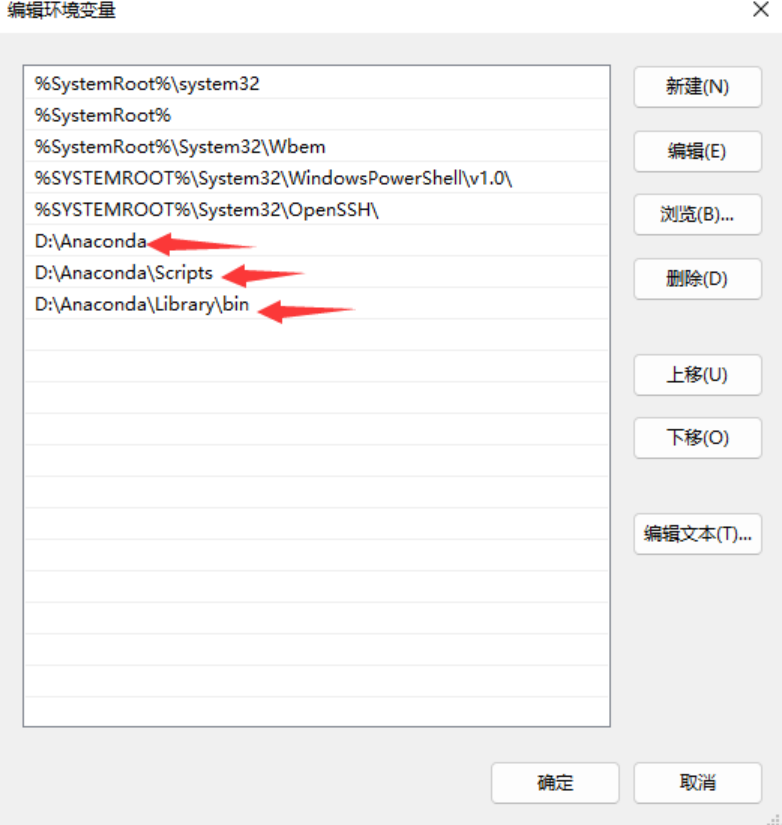 编辑环境变量
%SystemRoot%\system32
%SystemRoot%
%SystemRoot%\System32\Wbem
%SYSTEMROOT%\System32\WindowsPowerShell\v1.0\
%SYSTEMROOT%\System32\OpenSSH\
D:\Anaconda
D:\Anaconda\Scripts
D:\Anaconda\Library\bin
新建(N)
编辑(E)
浏览(B)...
删除(D)
上移(U)
下移(O)
编辑文本(T)...
确定
取消